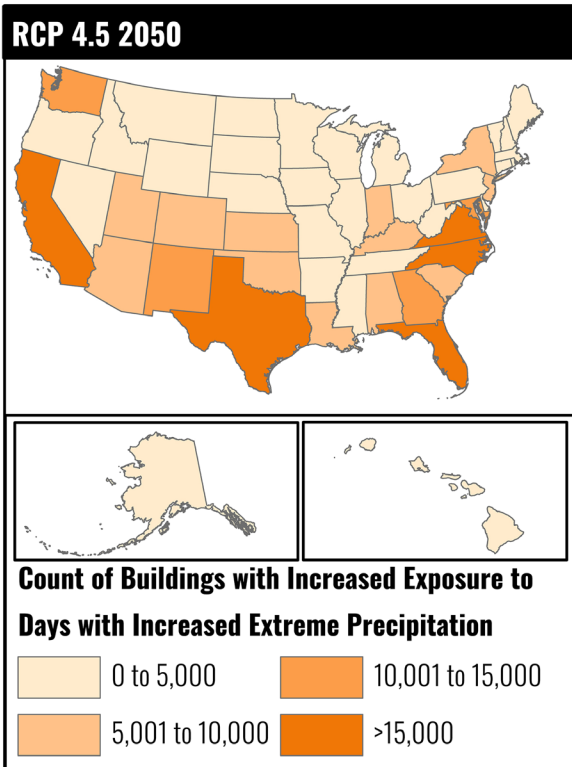 RCP 4.5 2050
Count of Buildings with Increased Exposure to
Days with Increased Extreme Precipitation
0 to 5,000
10,001 to 15,000
5,001 to 10,000
>15,000